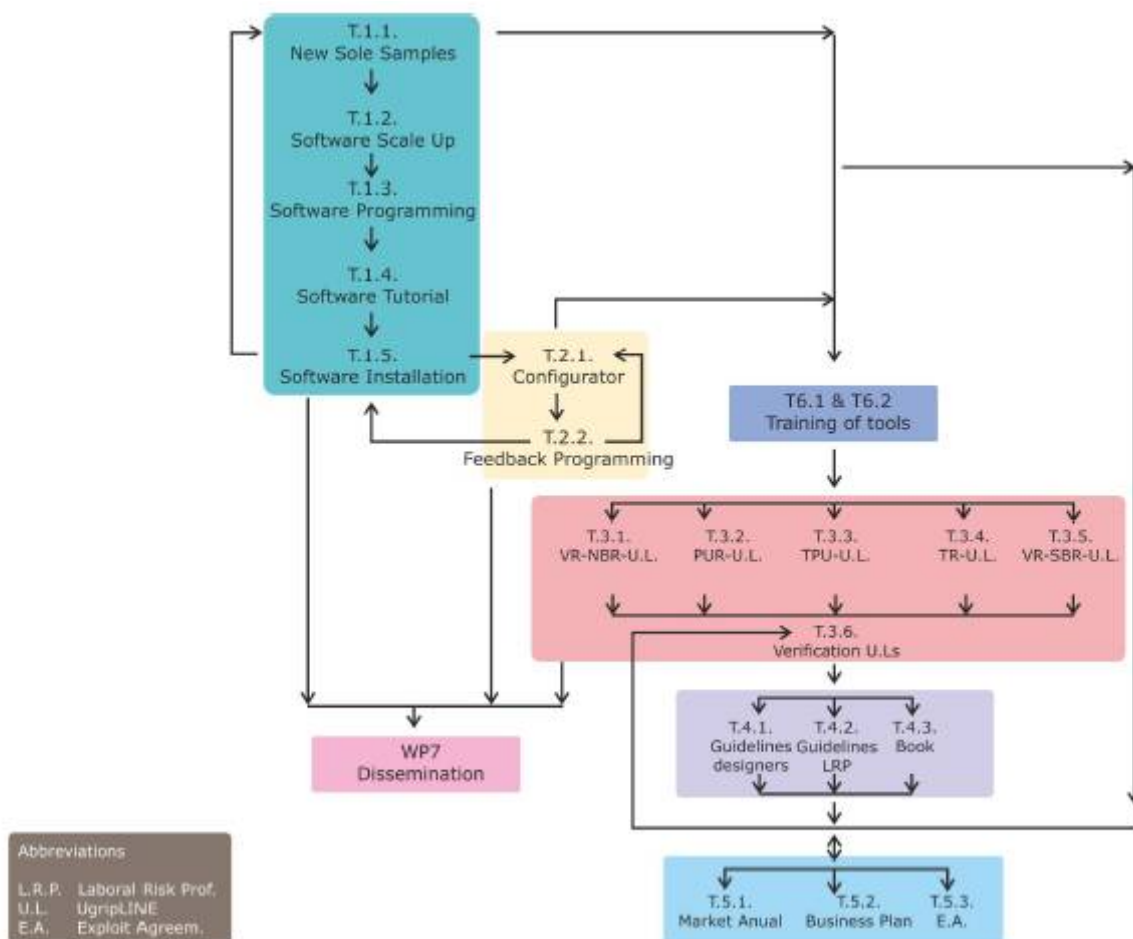 T.1.1.
New Sole Samples
T.1.2.
Software Scale Up
T.1.3.
Software Programming
T.1.4.
Software Tutorial
T.1.5.
Software Installation
T.2.1.
Configurator
T.2.2.
Feedback Programming
T6.1 & T6.2
Training of tools
T.3.1.
VR-NBR-U.L.
T.3.2.
PUR-U.L.
T.3.3.
TPU-U.L.
T.3.4.
TR-U.L.
T.3.5.
VR-SBR-U.L.
T.3.6.
Verification U.Ls
WP7
Dissemination
T.4.1.
Guidelines
designers
T.4.2.
Guidelines
LRP
T.4.3.
Book
T.5.1.
Market Anual
T.5.2.
Business Plan
T.5.3.
E.A.
Abbreviations
L.R.P. Laboral Risk Prof.
U.L. UgripLINE
E.A. Exploit Agreem.